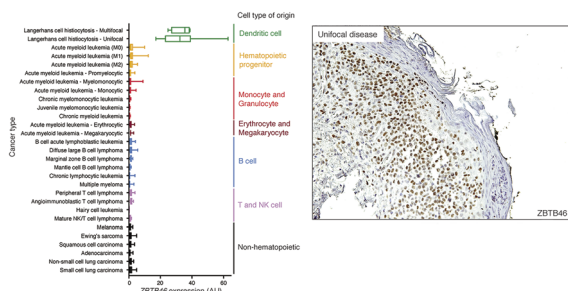 Cell type of origin
Langerhans cell histiocytosis - Multifocal
Langerhans cell histiocytosis - Unifocal
Dendritic cell
Acute myeloid leukemia (M0)
Acute myeloid leukemia (M1)
Acute myeloid leukemia (M2)
Acute myeloid leukemia - Promyelocytic
Hematopoietic
progenitor
Acute myeloid leukemia - Myelomonocytic
Acute myeloid leukemia - Monocytic
Chronic myelomonocytic leukemia
Juvenile myelomonocytic leukemia
Chronic myeloid leukemia
Monocyte and
Granulocyte
Acute myeloid leukemia - Erythrocytic
Acute myeloid leukemia - Megakaryocytic
Erythrocyte and
Megakaryocyte
B cell acute lymphoblastic leukemia
Diffuse large B cell lymphoma
Marginal zone B cell lymphoma
Mantle cell B cell lymphoma
Chronic lymphocytic leukemia
Multiple myeloma
B cell
Peripheral T cell lymphoma
Angioimmunoblastic T cell lymphoma
Hairy cell leukemia
Mature NK/T cell lymphoma
T and NK cell
Melanoma
Ewing's sarcoma
Squamous cell carcinoma
Adenocarcinoma
Non-small cell lung carcinoma
Small cell lung carcinoma
Non-hematopoietic
Cancer type
0 20 40 60
ZBTB46 expression (AU)
Unifocal disease
ZBTB46